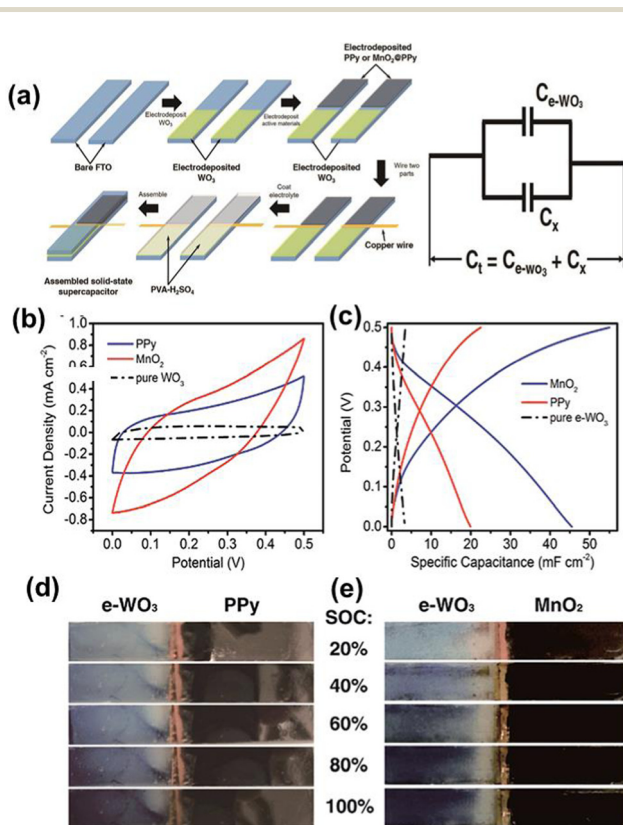 (a)
Electrodeposited
PPy or MnO₂@PPy
Electrodeposit
WO₃
Electrodeposit
active materials
Bare FTO
Electrodeposited
WO₃
Electrodeposited
WO₃
Wire two
parts
Assemble
Coat
electrolyte
Copper wire
Assembled solid-state
supercapacitor
PVA-H₂SO₄
Ce-WO₃
Cx
Ct = Ce-wo₃ + Cx
(b)
1.0
0.8
0.6
0.4
0.2
0.0
-0.2
-0.4
-0.6
-0.8
Current Density (mA cm⁻²)
PPy
MnO₂
pure WO₃
0.0 0.1 0.2 0.3 0.4 0.5
Potential (V)
(c)
0.5
0.4
0.3
0.2
0.1
0.0
Potential (V)
MnO₂
PPy
pure e-WO₃
0 10 20 30 40 50
Specific Capacitance (mF cm⁻²)
(d)
e-WO₃ PPy
SOC:
20%
40%
60%
80%
100%
(e)
e-WO₃ MnO₂